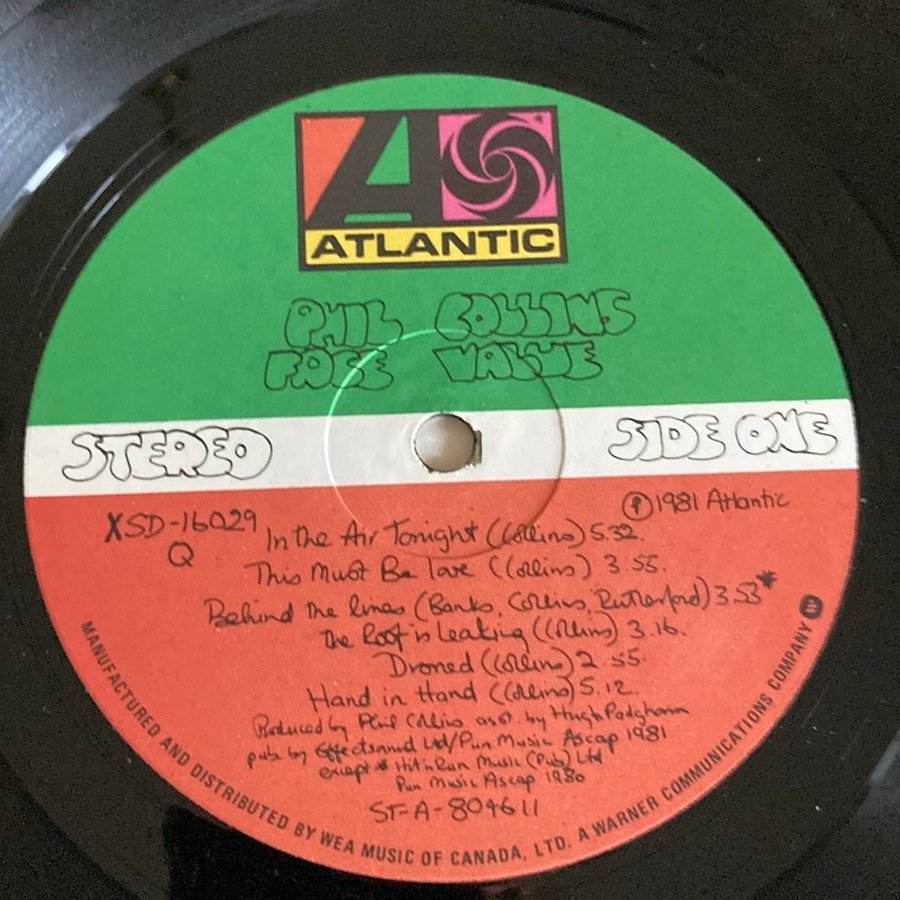 ATLANTIC
PHIL COLLINS
FACE VALUE
STEREO
SIDE ONE
℗ 1981 Atlantic
XSD-16029
Q
In the Air Tonight (Collins) 5.32.
This Must Be love (Collins) 3.55.
Behind the lines (Banks, Collins, Rutherford) 3.53*
the Roof is Leaking (Collins) 3.16.
Droned (Collins) 2.55.
Hand in Hand (Collins) 5.12.
Produced by Phil Collins asst. by Hugh Padgham
pub by Effectsound Ltd/Pun Music Ascap 1981
except * Hit'n Run Music (Pub) Ltd
Pun Music Ascap 1980
ST-A-804611
MANUFACTURED AND DISTRIBUTED BY WEA MUSIC OF CANADA, LTD. A WARNER COMMUNICATIONS COMPANY